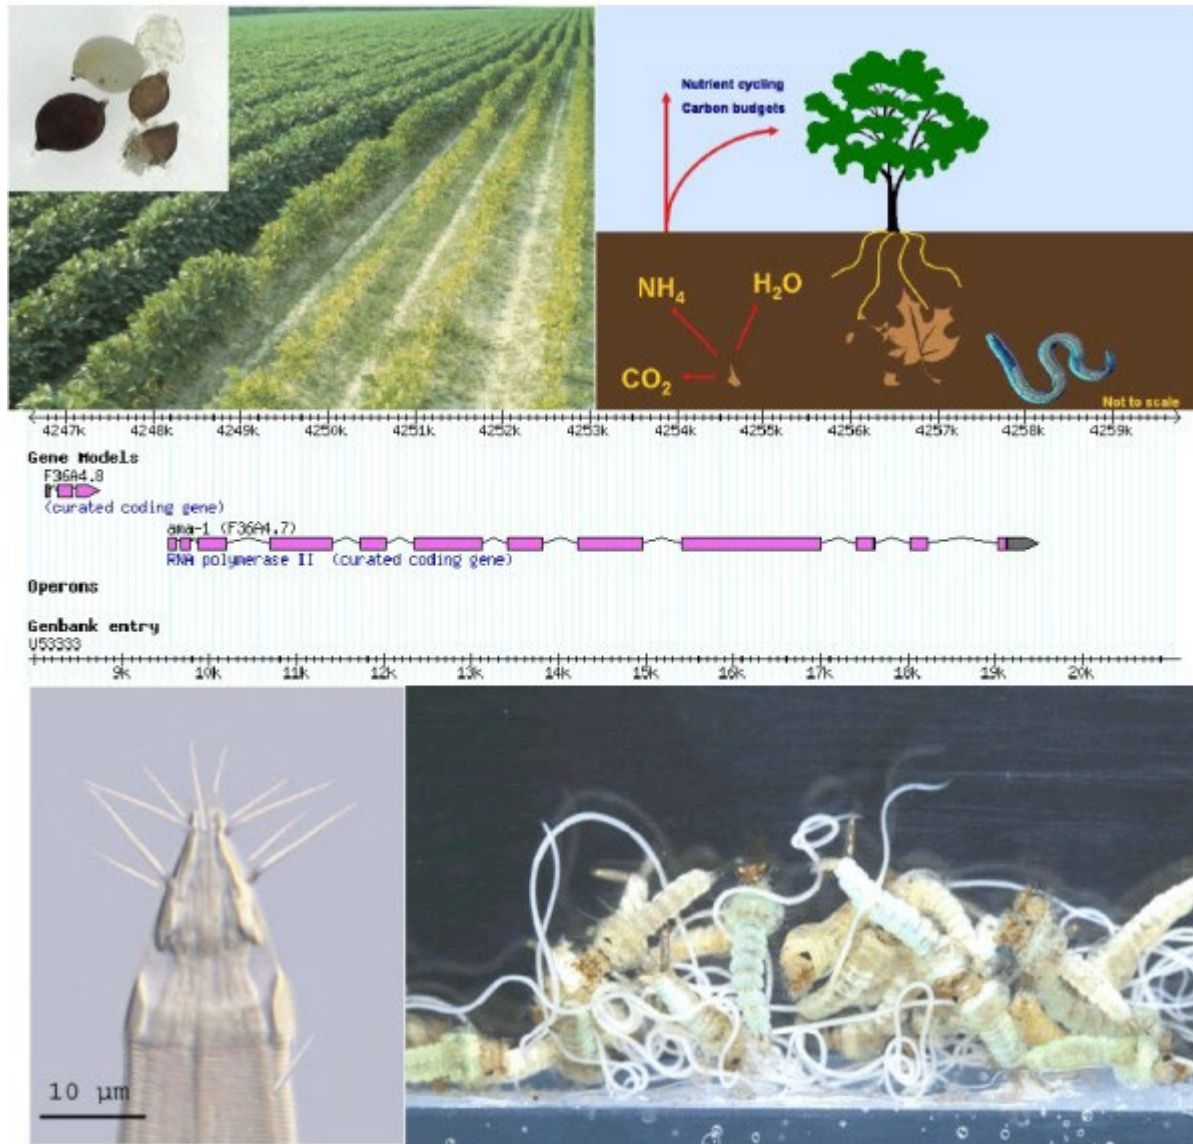 Nutrient cycling
Carbon budgets
NH4
H2O
CO2
Not to scale
4247k 4248k 4249k 4250k 4251k 4252k 4253k 4254k 4255k 4256k 4257k 4258k 4259k
Gene Models
F36A4.8
(curated coding gene)
ama-1 (F36A4.7)
RNA polymerase II (curated coding gene)
Operons
Genbank entry
U53333
9k 10k 11k 12k 13k 14k 15k 16k 17k 18k 19k 20k
10 µm